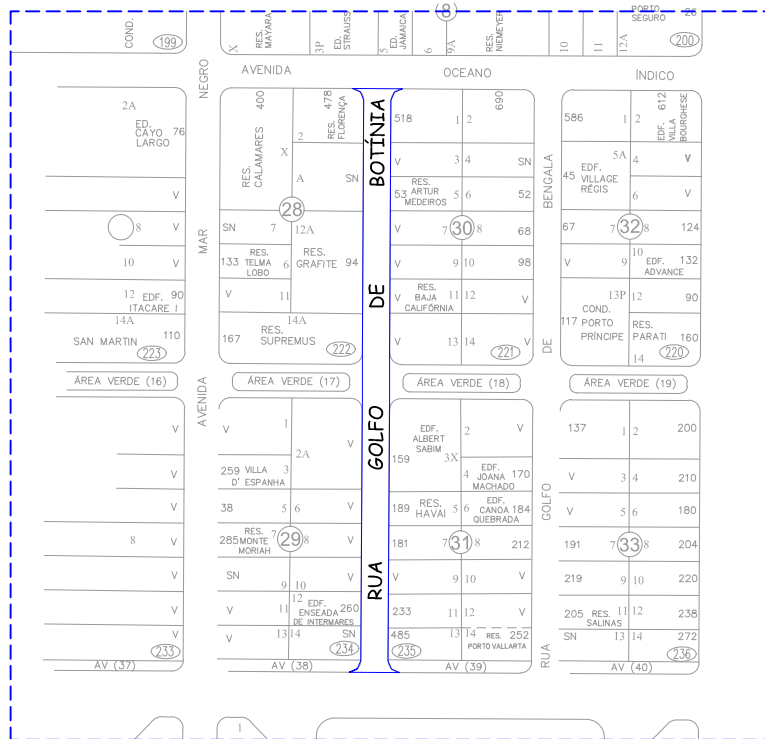 COND.
199
X
RES.
MAYARA
3P
ED.
STRAUSS
5
ED.
JAMAICA
6
(8)
9A
RES.
NIEMEYER
10
11
12A
PORTO
SEGURO
26
200
AVENIDA OCEANO ÍNDICO
AVENIDA MAR NEGRO
RUA GOLFO DE BOTÍNIA
RUA GOLFO DE BENGALA
2A
ED.
CAYO
LARGO
76
V
8 V
10 V
12 EDF. 90
ITACARE I
14A
SAN MARTIN 110
223
400
RES.
CALAMARES
X
478
RES.
FLORENÇA
2
A SN
28
SN 7 12A
133 RES.
TELMA
LOBO
6
RES.
GRAFITE 94
V 11
14A
167 RES.
SUPREMUS
222
518 1 2 690
V 3 4 SN
53 RES.
ARTUR
MEDEIROS
5 6 52
V 7 30 8 68
V 9 10 98
V RES.
BAJA
CALIFÓRNIA
11 12 V
V 13 14 V
221
586 1 2 612
EDF.
VILLA
BOURGHESE
45 5A
EDF.
VILLAGE
RÉGIS
4 V
6 V
67 7 32 8 124
V 9 10
EDF. 132
ADVANCE
117 13P
COND.
PORTO
PRÍNCIPE
12 90
RES.
PARATI 160
14
220
ÁREA VERDE (16) ÁREA VERDE (17) ÁREA VERDE (18) ÁREA VERDE (19)
V
V
V
8 V
V
V
V
233
AV (37)
V 1
2A V
259 VILLA
D' ESPANHA
3
38 5 6 V
285 RES.
MONTE
MORIAH
7 29 8 V
SN 9 10 V
V 11 12
EDF.
ENSEADA
DE INTERMARES
260
V 13 14 SN
234
AV (38)
EDF.
ALBERT
SABIM
159 3X
2 V
4 EDF.
JOANA
MACHADO
170
189 RES.
HAVAI
5 6 EDF.
CANOA
QUEBRADA
184
181 7 31 8 212
V 9 10 V
233 11 12 V
485 13 14 RES. 252
PORTO VALLARTA
235
AV (39)
137 1 2 200
V 3 4 210
V 5 6 180
191 7 33 8 204
219 9 10 220
205 RES.
SALINAS
11 12 238
SN 13 14 272
236
AV (40)
1